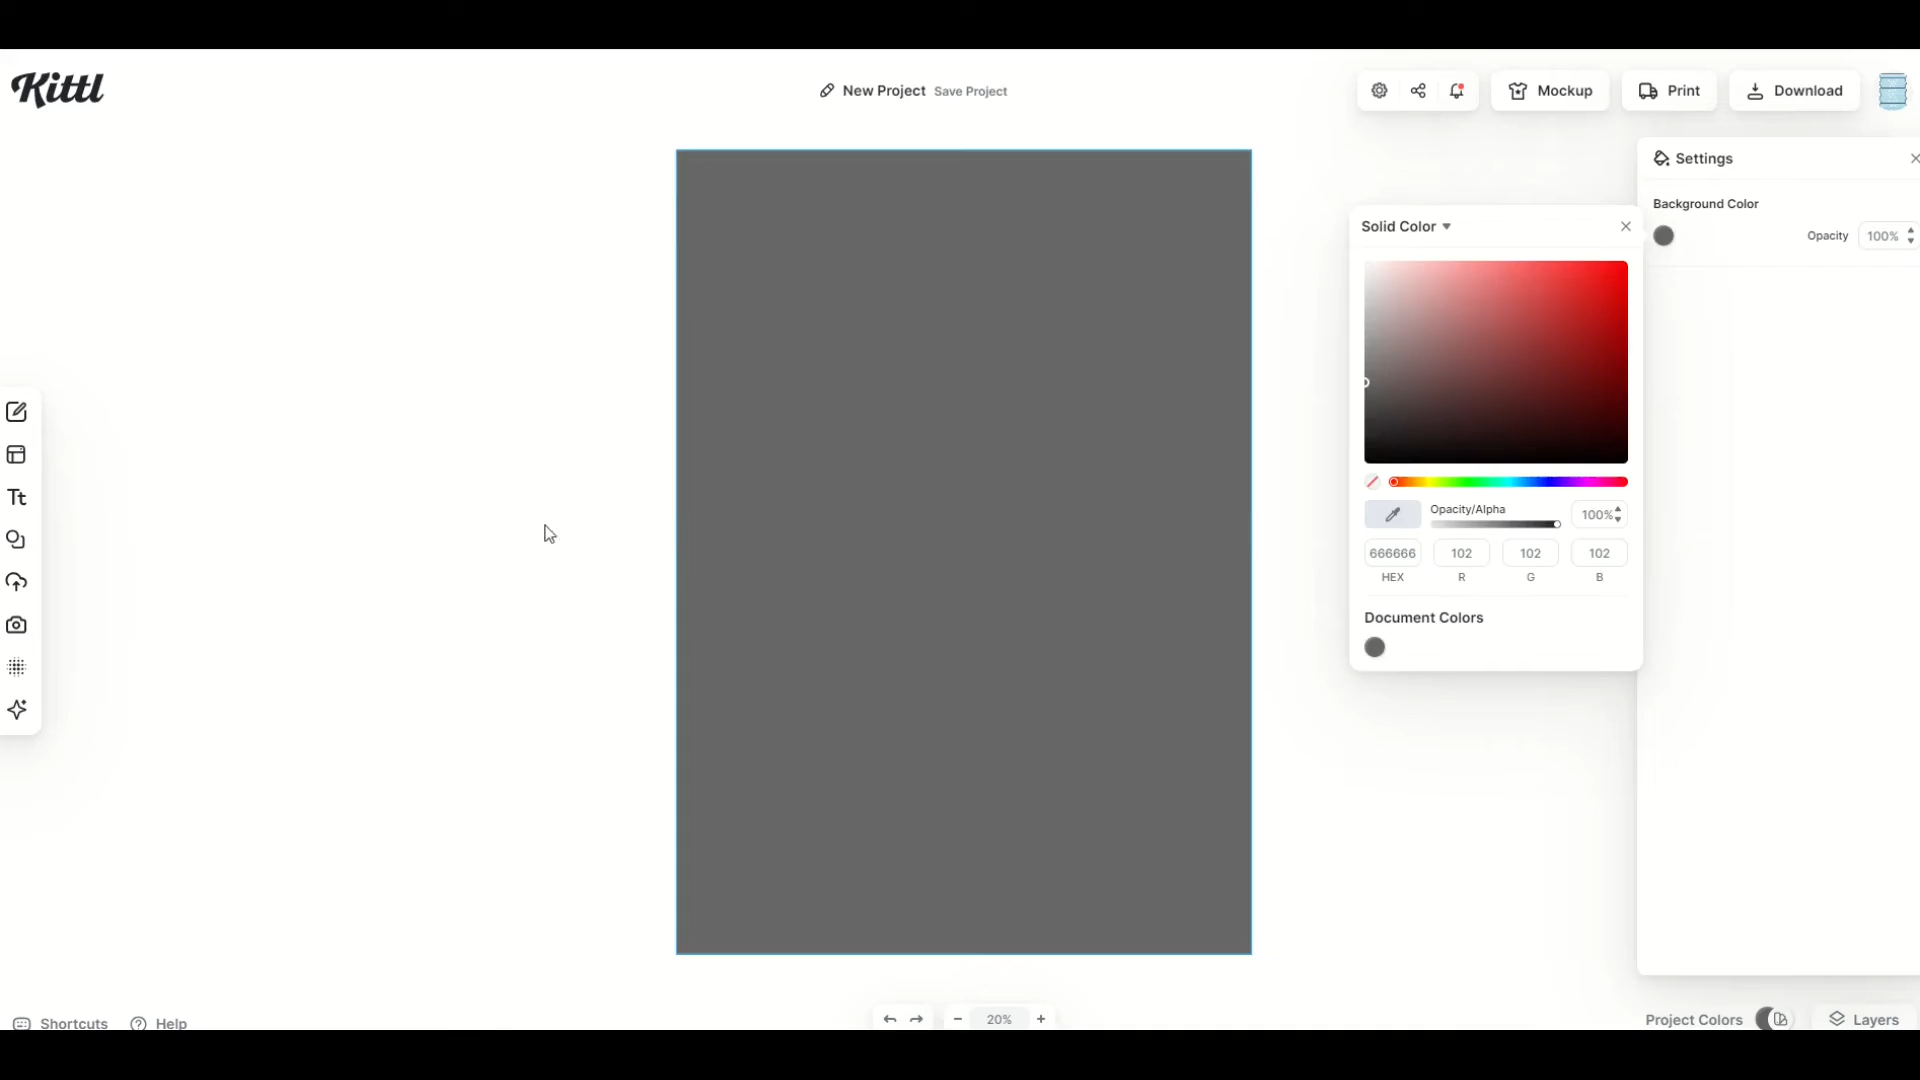 Kittl
New Project Save Project
Mockup
Print
Download
Settings
Background Color
Opacity 100%
Solid Color
Tt
Opacity/Alpha
100%
666666 102 102 102
HEX R G B
Document Colors
Shortcuts
Help
20%
Project Colors
Layers